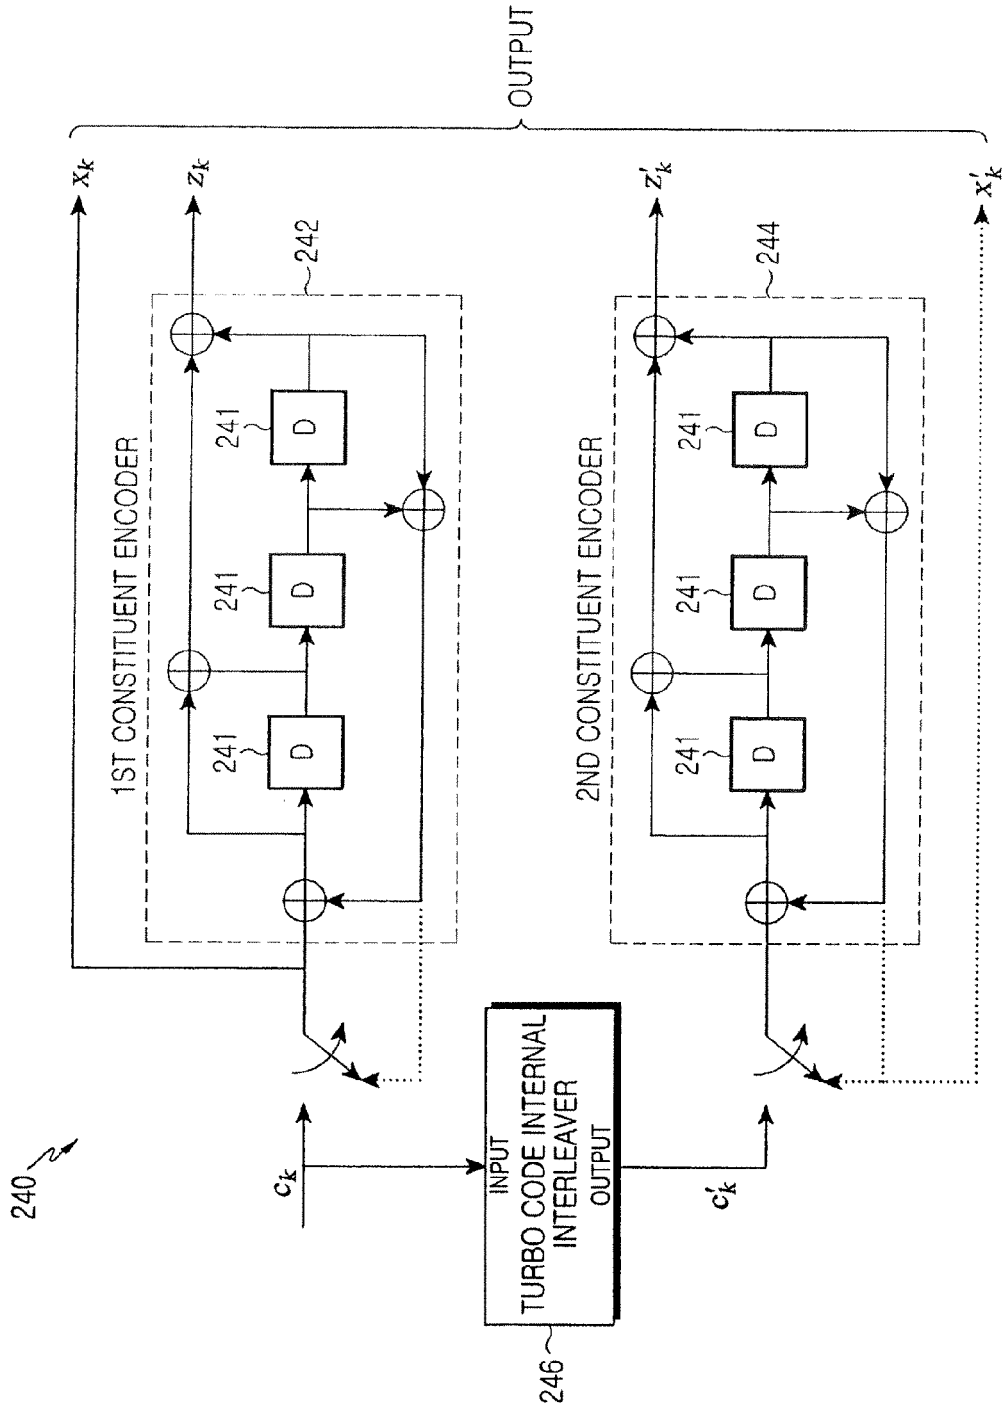 240
x_k
1ST CONSTITUENT ENCODER
z_k
241
241
241
D
D
D
242
c_k
OUTPUT
INPUT
TURBO CODE INTERNAL
INTERLEAVER
OUTPUT
246
2ND CONSTITUENT ENCODER
z'_k
241
241
241
D
D
D
244
c'_k
x'_k